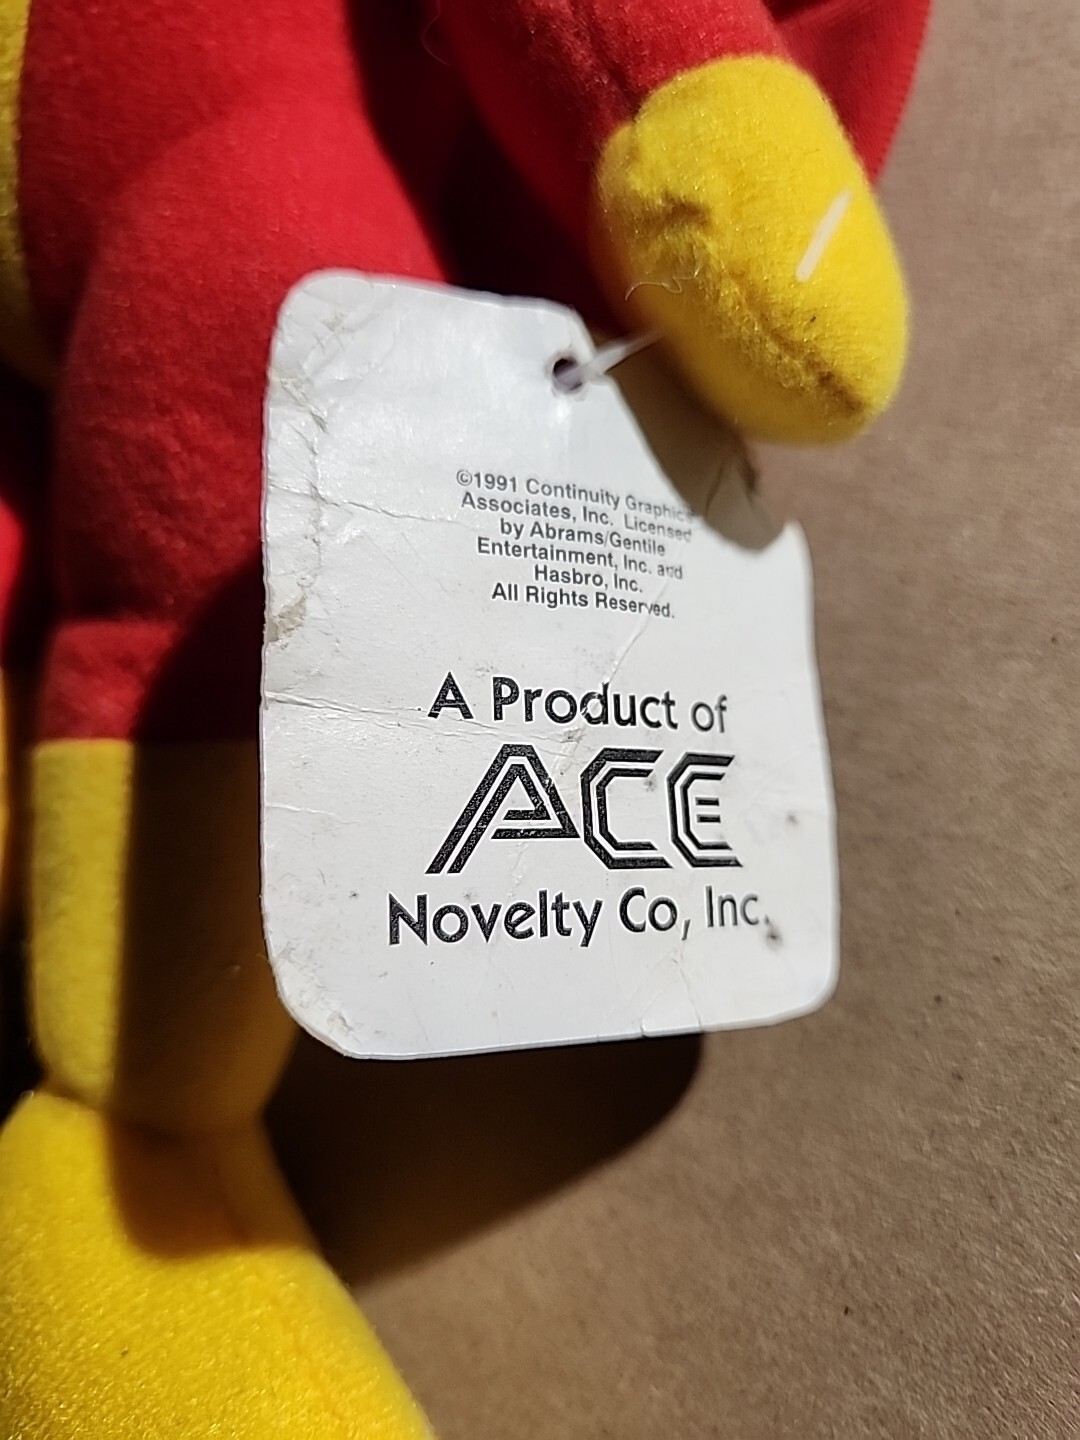 ©1991 Continuity Graphics
Associates, Inc. Licensed
by Abrams/Gentile
Entertainment, Inc. and
Hasbro, Inc.
All Rights Reserved.
A Product of
ACE
Novelty Co, Inc.